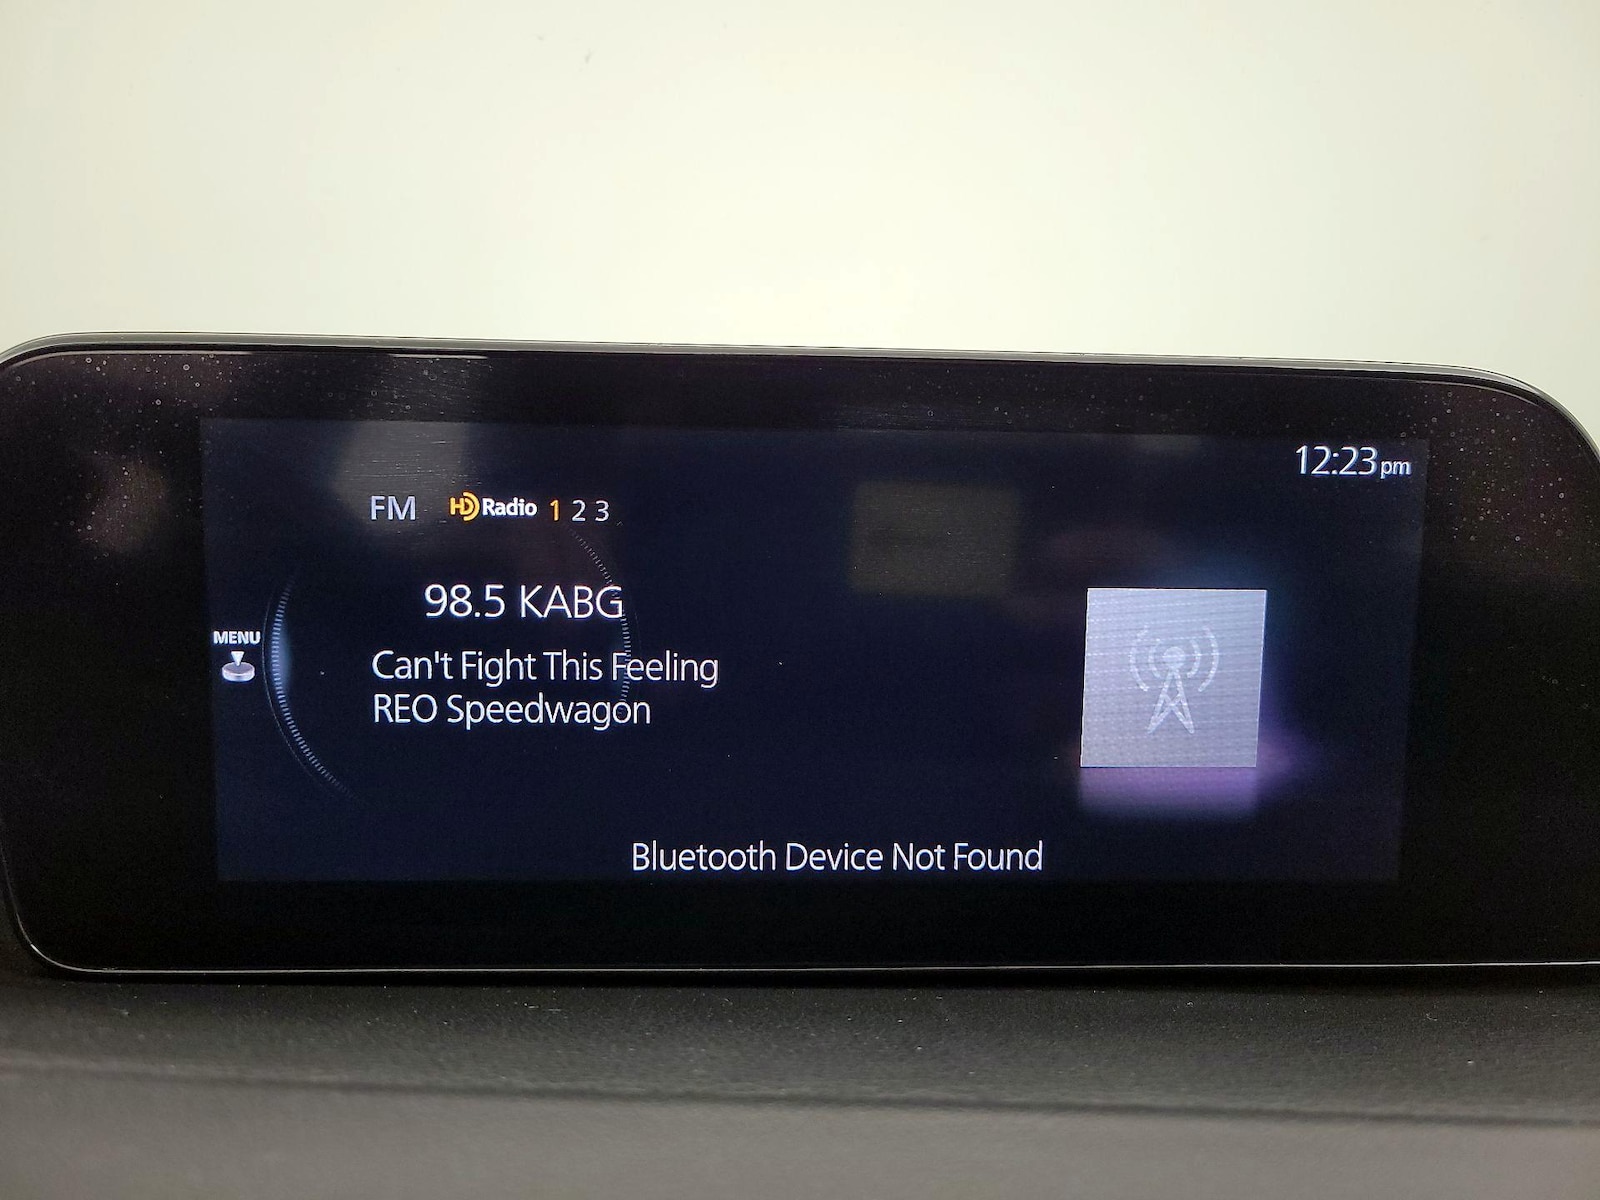 12:23pm
FM HD Radio 1 2 3
98.5 KABG
MENU
Can't Fight This Feeling
REO Speedwagon
Bluetooth Device Not Found